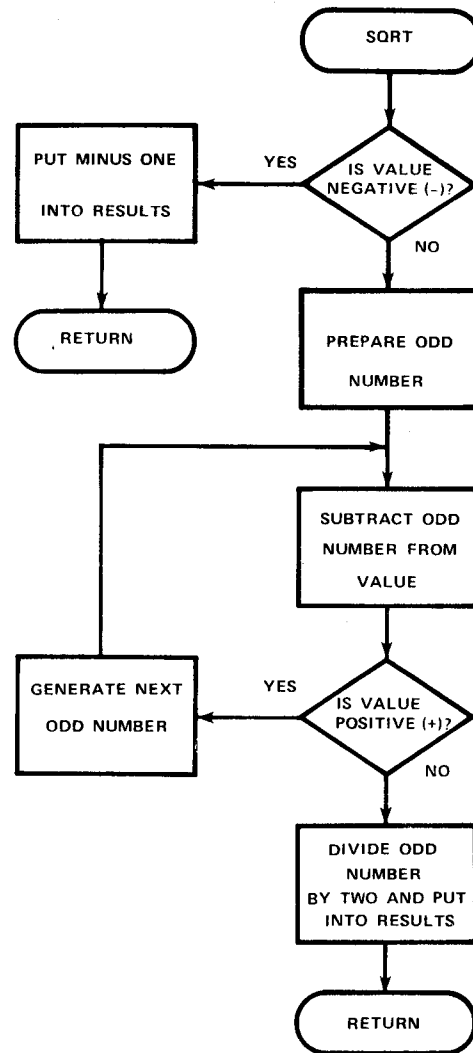 SQRT
IS VALUE
NEGATIVE (-)?
YES
PUT MINUS ONE
INTO RESULTS
RETURN
NO
PREPARE ODD
NUMBER
SUBTRACT ODD
NUMBER FROM
VALUE
IS VALUE
POSITIVE (+)?
YES
GENERATE NEXT
ODD NUMBER
NO
DIVIDE ODD
NUMBER
BY TWO AND PUT
INTO RESULTS
RETURN